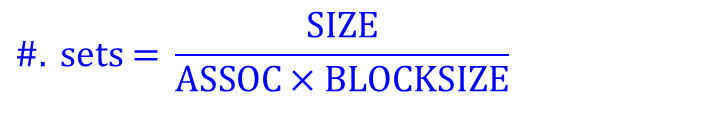 #. sets = SIZE / ASSOC × BLOCKSIZE